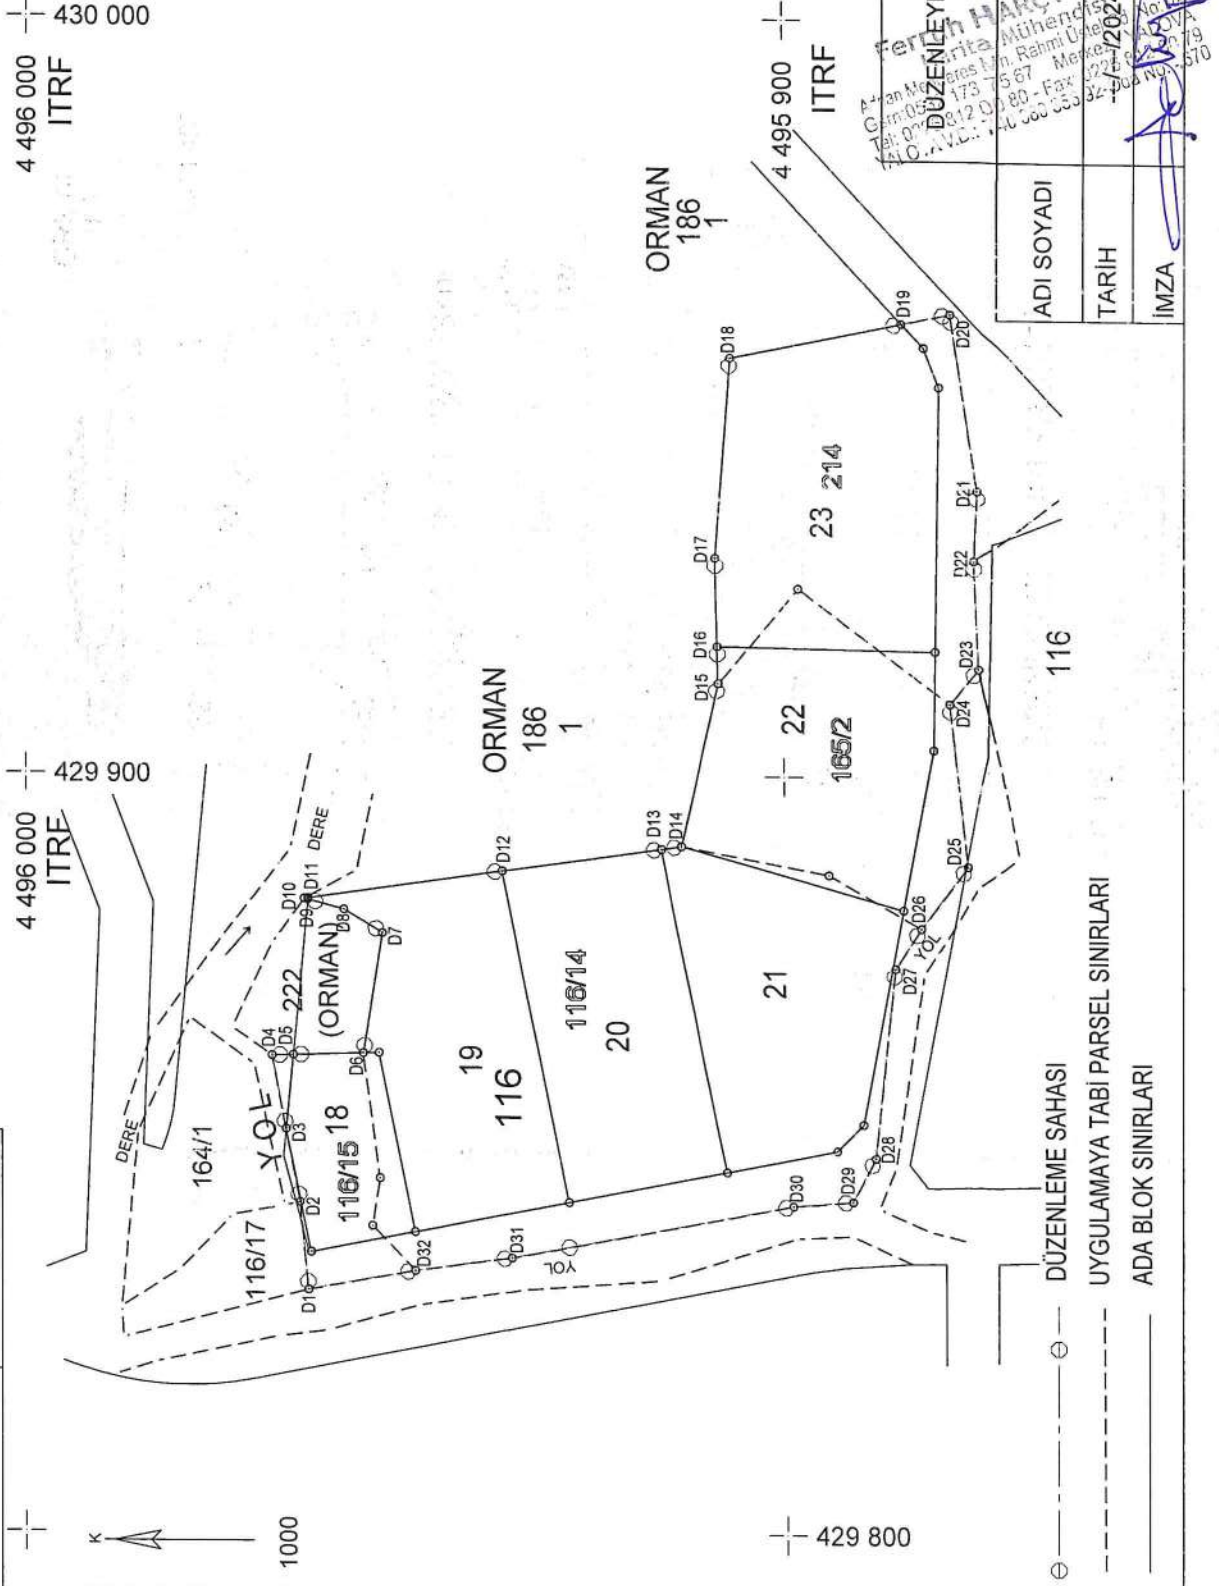 4 496 000
ITRF
430 000
4 496 000
ITRF
429 900
4 495 900
ITRF
429 800
K
1000
DERE
DERE
164/1
116/17
YOL
222
(ORMAN)
18
116/15
19
116
116/14
20
21
22
165/2
23
214
116
ORMAN
186
1
ORMAN
186
1
YOL
YOL
D1
D2
D3
D4
D5
D6
D7
D8
D9
D10
D11
D12
D13
D14
D15
D16
D17
D18
D19
D20
D21
D22
D23
D24
D25
D26
D27
D28
D29
D30
D31
D32
DÜZENLEME SAHASI
UYGULAMAYA TABİ PARSEL SINIRLARI
ADA BLOK SINIRLARI
DÜZENLEY
ADI SOYADI
TARİH
İMZA
Mühendis
Rahmi Üstel
Merkez